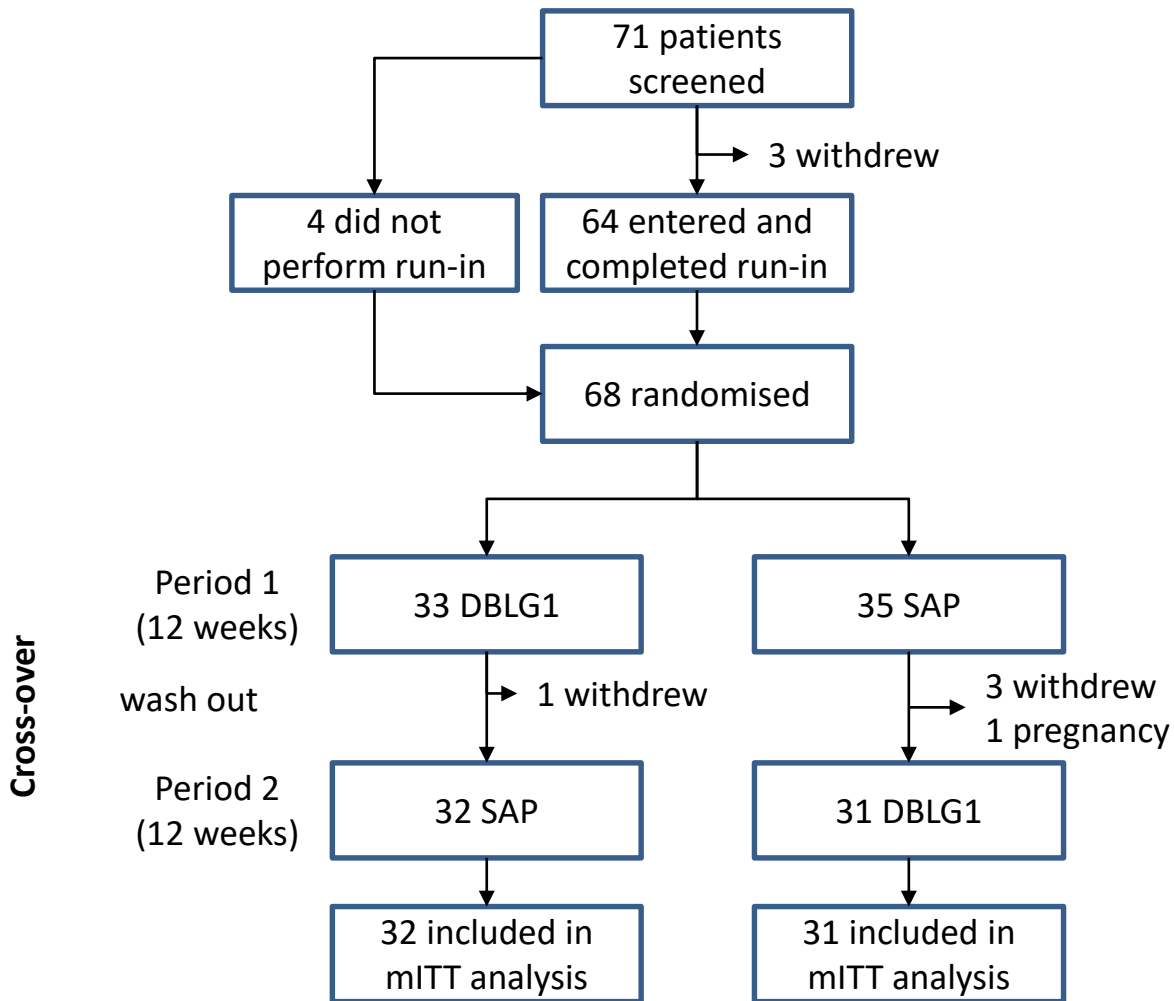 71 patients
screened
3 withdrew
4 did not
perform run-in
64 entered and
completed run-in
68 randomised
Cross-over
Period 1
(12 weeks)
33 DBLG1
35 SAP
wash out
1 withdrew
3 withdrew
1 pregnancy
Period 2
(12 weeks)
32 SAP
31 DBLG1
32 included in
mITT analysis
31 included in
mITT analysis